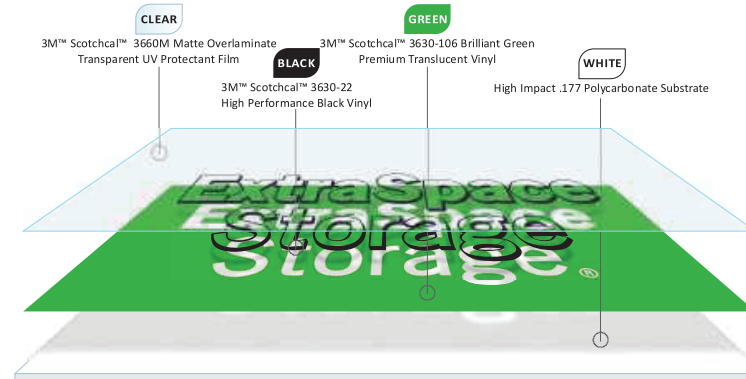 CLEAR
3M™ Scotchcal™ 3660M Matte Overlaminate
Transparent UV Protectant Film
BLACK
3M™ Scotchcal™ 3630-22
High Performance Black Vinyl
GREEN
3M™ Scotchcal™ 3630-106 Brilliant Green
Premium Translucent Vinyl
WHITE
High Impact .177 Polycarbonate Substrate
ExtraSpace
Storage
ExtraSpace
Storage®